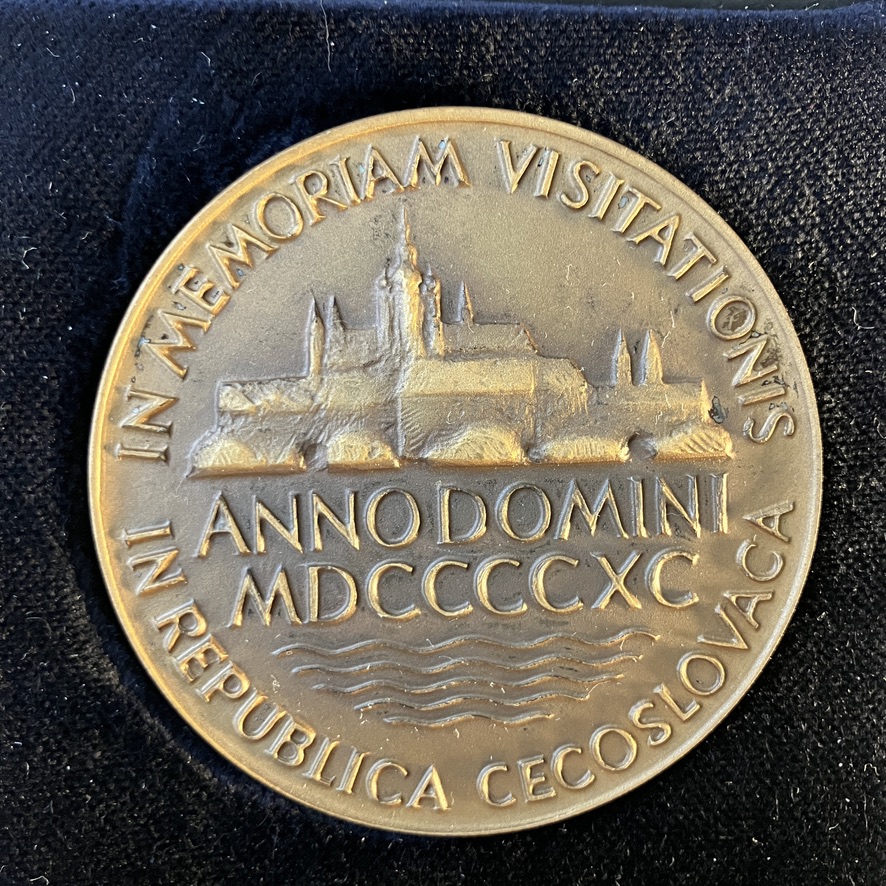 IN MEMORIAM VISITATIONIS
ANNO DOMINI
MDCCCCXC
IN REPUBLICA CECOSLOVACA